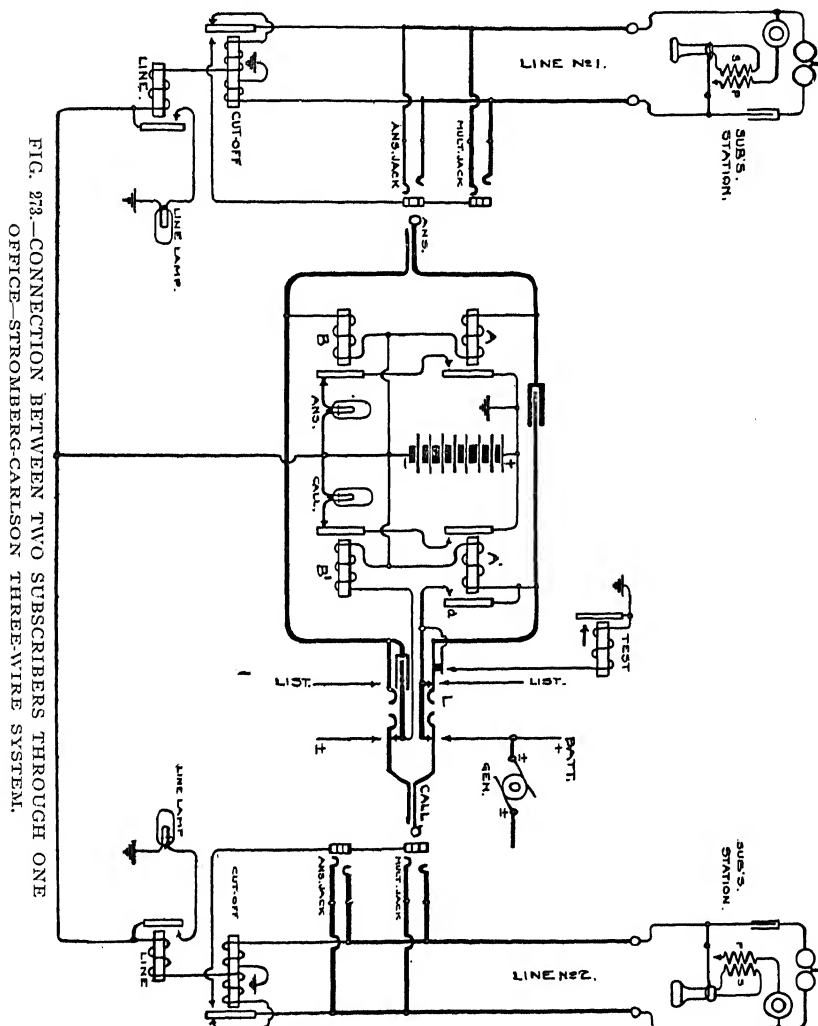 SUB'S.
STATION.
S
P
LINE №1.
MULT. JACK
ANS. JACK
CUT-OFF
LINE.
LINE LAMP.
ANS.
A
B
ANS.
CALL.
+
−
A'
B'
d
TEST
LIST.
LIST.
L
BATT.
+
GEN.
±
±
±
CALL
SUB'S.
STATION.
P
S
LINE №2.
MULT. JACK
ANS. JACK
CUT-OFF
LINE
LINE LAMP
FIG. 273.—CONNECTION BETWEEN TWO SUBSCRIBERS THROUGH ONE
OFFICE—STROMBERG-CARLSON THREE-WIRE SYSTEM.